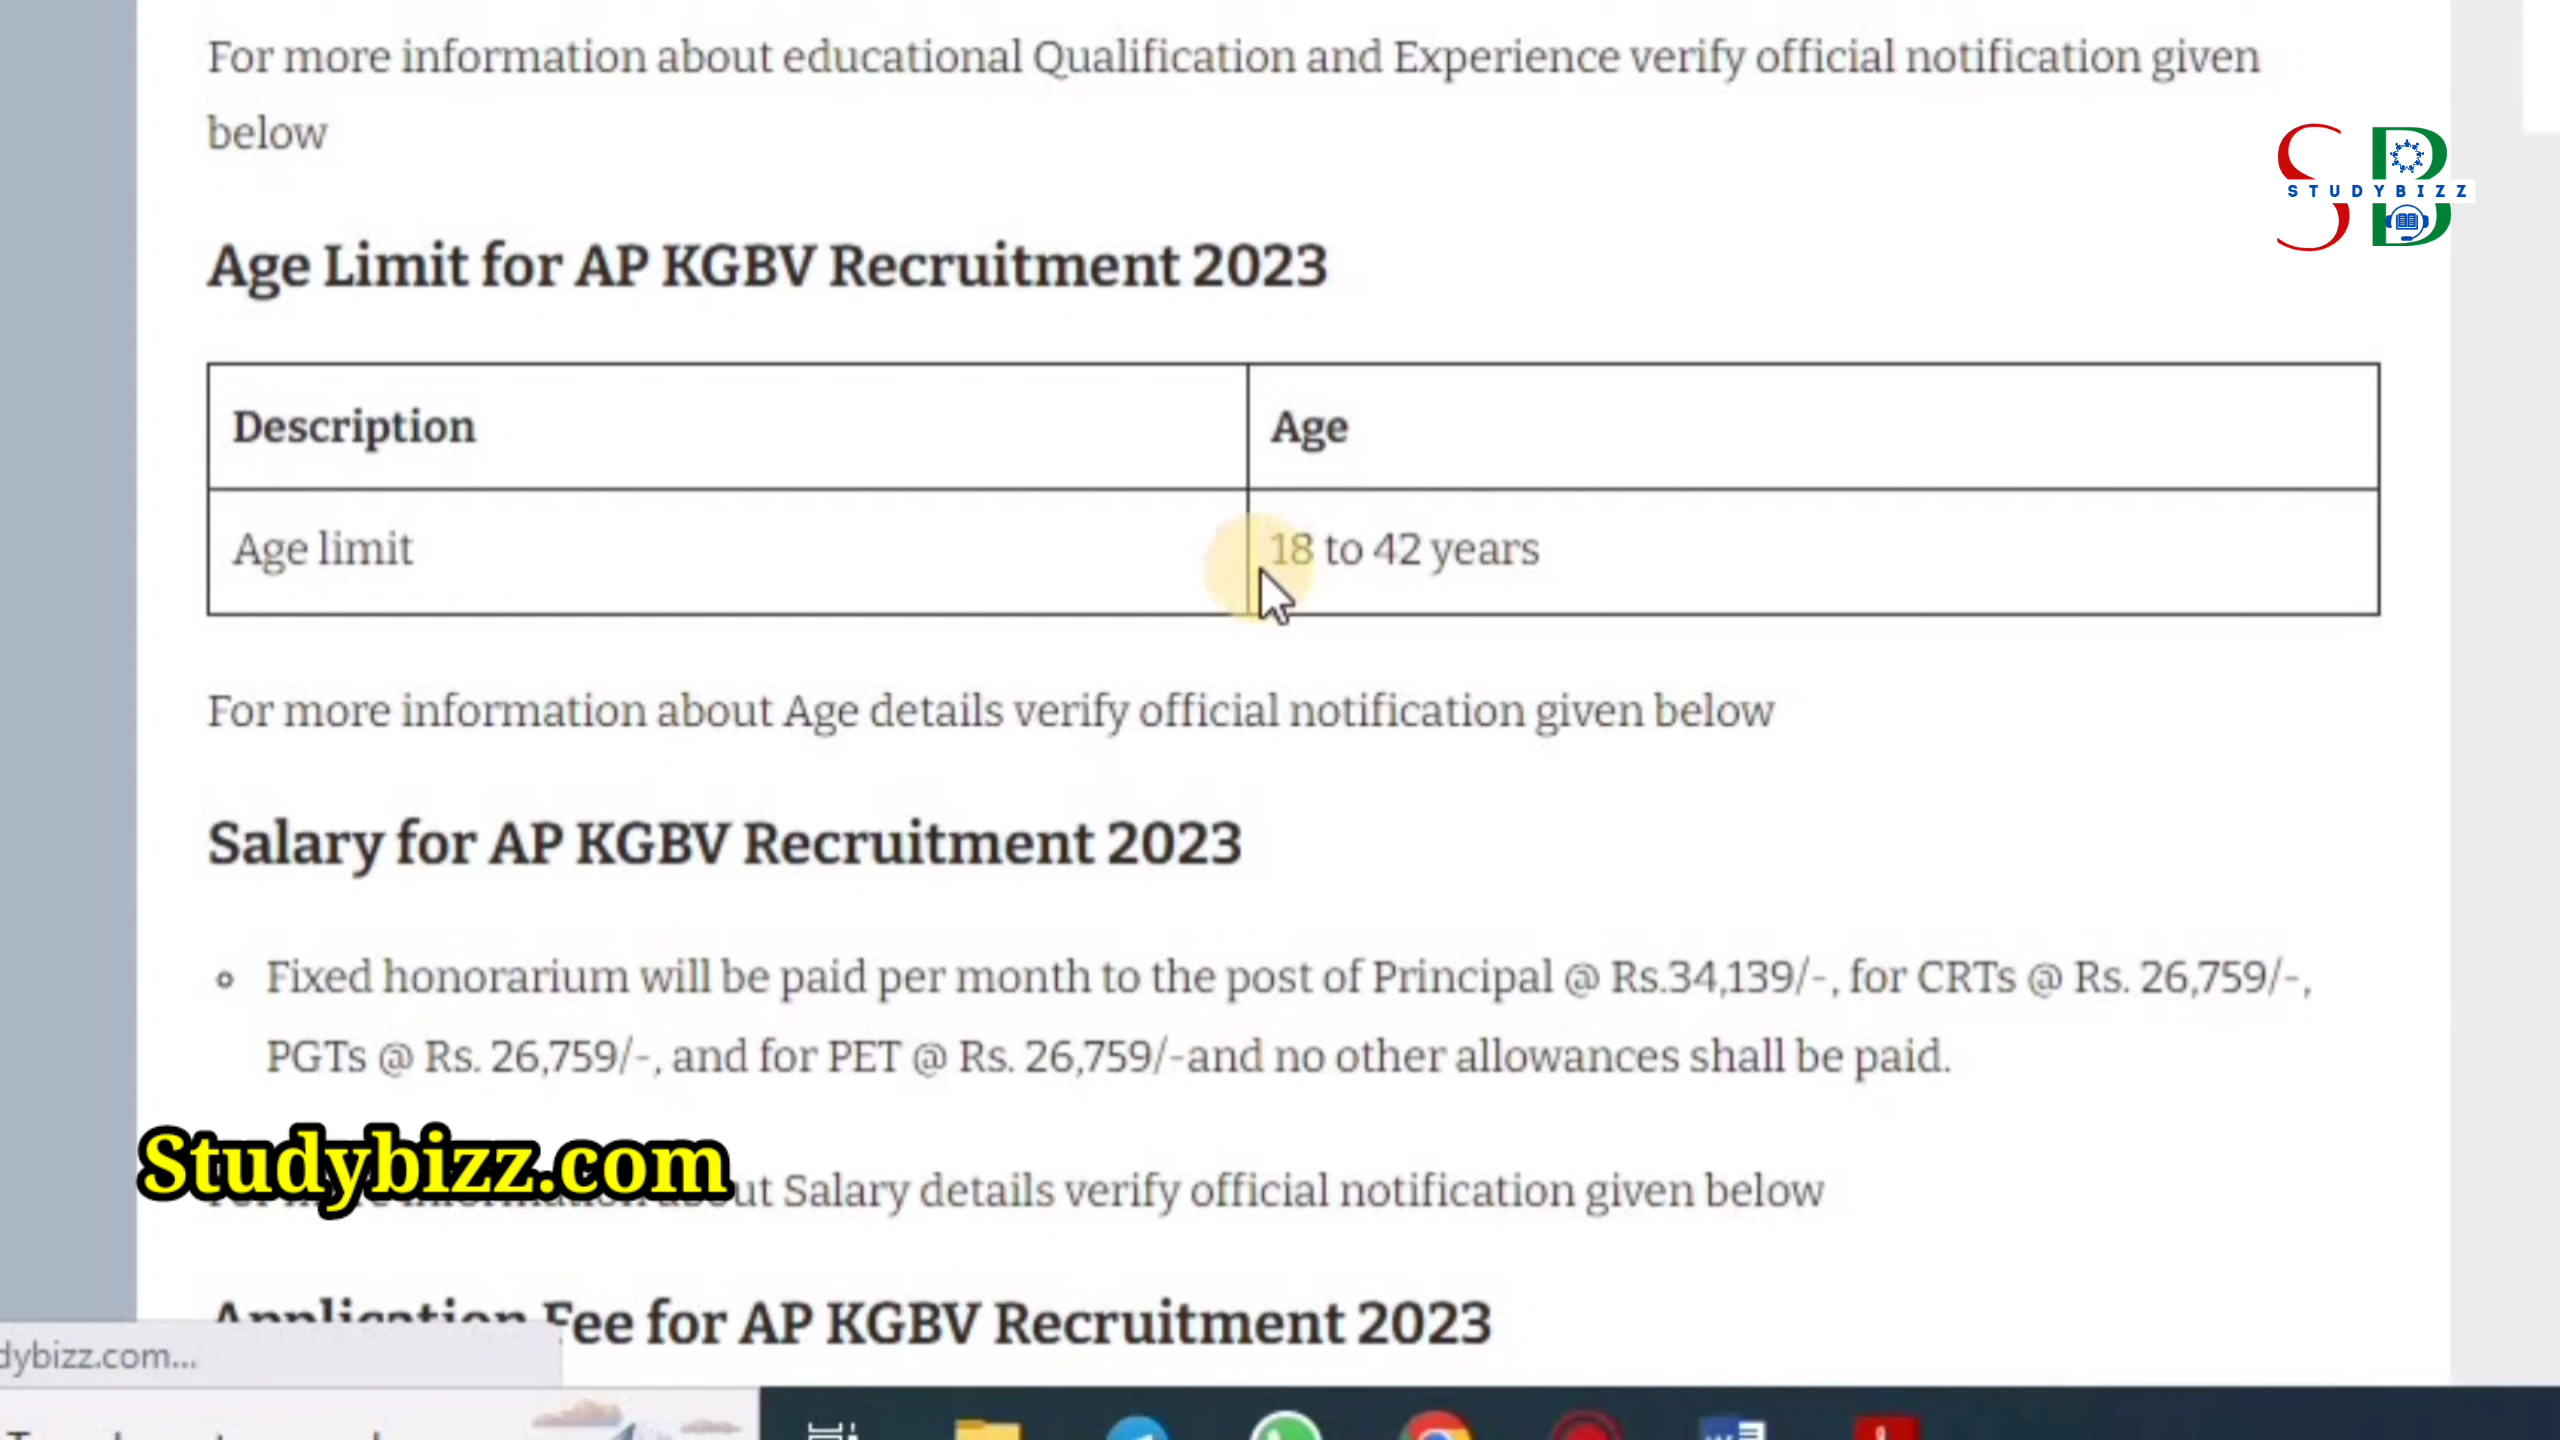 For more information about educational Qualification and Experience verify official notification given
below
STUDYBIZZ
Age Limit for AP KGBV Recruitment 2023
Description
Age
Age limit
18 to 42 years
For more information about Age details verify official notification given below
Salary for AP KGBV Recruitment 2023
Fixed honorarium will be paid per month to the post of Principal @ Rs.34,139/-, for CRTs @ Rs. 26,759/-,
PGTs @ Rs. 26,759/-, and for PET @ Rs. 26,759/-and no other allowances shall be paid.
Studybizz.com
Salary details verify official notification given below
Application Fee for AP KGBV Recruitment 2023
dybizz.com...